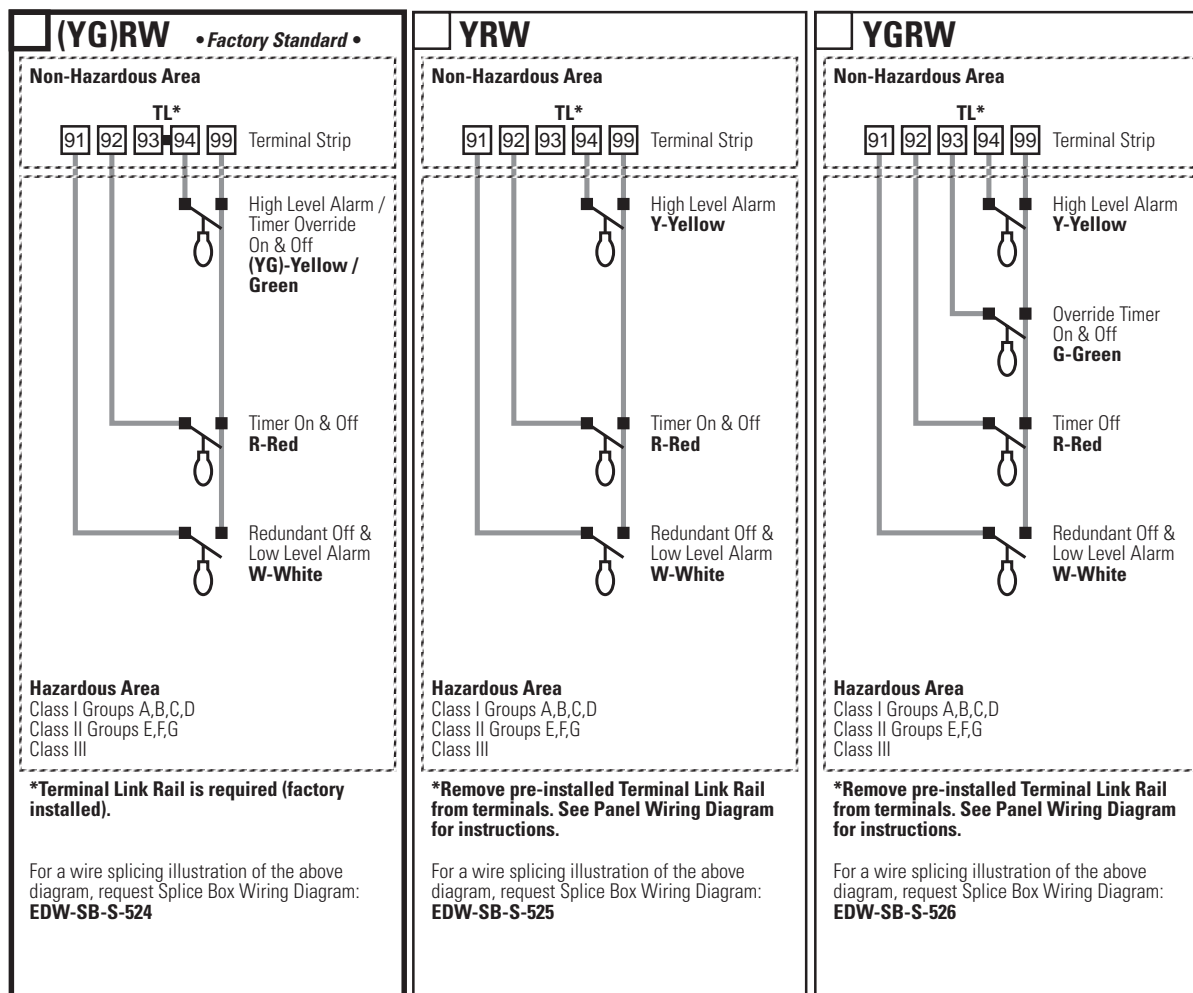 (YG)RW • Factory Standard •
Non-Hazardous Area
TL*
91 92 93 94 99 Terminal Strip
High Level Alarm /
Timer Override
On & Off
(YG)-Yellow /
Green
Timer On & Off
R-Red
Redundant Off &
Low Level Alarm
W-White
Hazardous Area
Class I Groups A,B,C,D
Class II Groups E,F,G
Class III
*Terminal Link Rail is required (factory
installed).
For a wire splicing illustration of the above
diagram, request Splice Box Wiring Diagram:
EDW-SB-S-524
YRW
Non-Hazardous Area
TL*
91 92 93 94 99 Terminal Strip
High Level Alarm
Y-Yellow
Timer On & Off
R-Red
Redundant Off &
Low Level Alarm
W-White
Hazardous Area
Class I Groups A,B,C,D
Class II Groups E,F,G
Class III
*Remove pre-installed Terminal Link Rail
from terminals. See Panel Wiring Diagram
for instructions.
For a wire splicing illustration of the above
diagram, request Splice Box Wiring Diagram:
EDW-SB-S-525
YGRW
Non-Hazardous Area
TL*
91 92 93 94 99 Terminal Strip
High Level Alarm
Y-Yellow
Override Timer
On & Off
G-Green
Timer Off
R-Red
Redundant Off &
Low Level Alarm
W-White
Hazardous Area
Class I Groups A,B,C,D
Class II Groups E,F,G
Class III
*Remove pre-installed Terminal Link Rail
from terminals. See Panel Wiring Diagram
for instructions.
For a wire splicing illustration of the above
diagram, request Splice Box Wiring Diagram:
EDW-SB-S-526